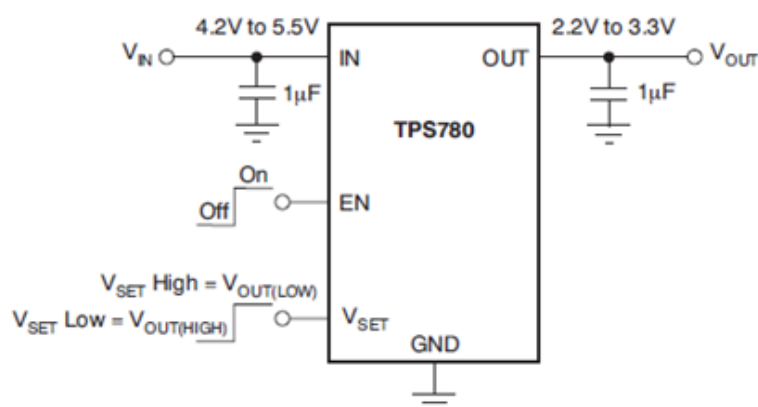 4.2V to 5.5V
2.2V to 3.3V
VIN
IN
OUT
VOUT
1μF
1μF
TPS780
On
Off
EN
VSET High = VOUT(LOW)
VSET Low = VOUT(HIGH)
VSET
GND